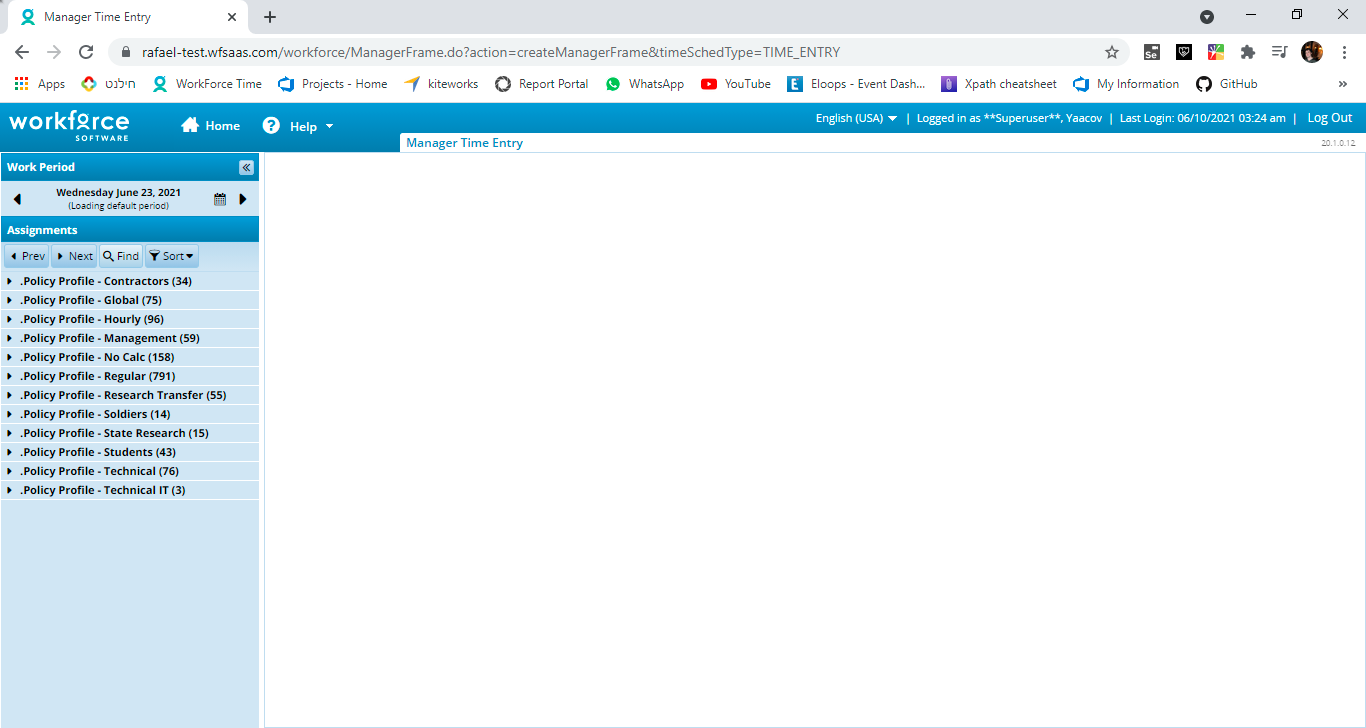 Manager Time Entry
rafael-test.wfsaas.com/workforce/ManagerFrame.do?action=createManagerFrame&timeSchedType=TIME_ENTRY
Apps חילנט WorkForce Time Projects - Home kiteworks Report Portal WhatsApp YouTube Eloops - Event Dash... Xpath cheatsheet My Information GitHub »
workforce SOFTWARE
Home Help
English (USA) | Logged in as **Superuser**, Yaacov | Last Login: 06/10/2021 03:24 am | Log Out
Manager Time Entry
20.1.0.12
Work Period
Wednesday June 23, 2021
(Loading default period)
Assignments
Prev Next Find Sort
.Policy Profile - Contractors (34)
.Policy Profile - Global (75)
.Policy Profile - Hourly (96)
.Policy Profile - Management (59)
.Policy Profile - No Calc (158)
.Policy Profile - Regular (791)
.Policy Profile - Research Transfer (55)
.Policy Profile - Soldiers (14)
.Policy Profile - State Research (15)
.Policy Profile - Students (43)
.Policy Profile - Technical (76)
.Policy Profile - Technical IT (3)